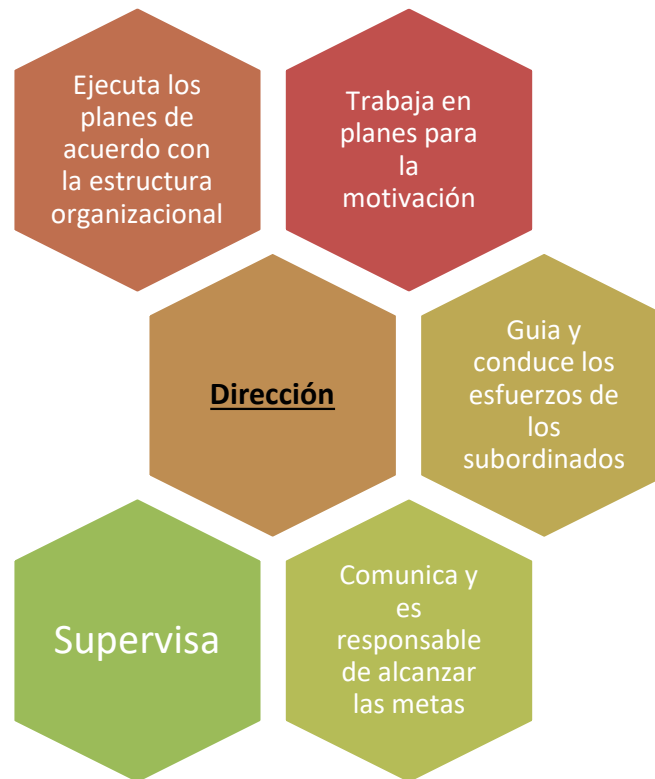 Ejecuta los
planes de
acuerdo con
la estructura
organizacional
Trabaja en
planes para
la
motivación
Dirección
Guia y
conduce los
esfuerzos de
los
subordinados
Supervisa
Comunica y
es
responsable
de alcanzar
las metas